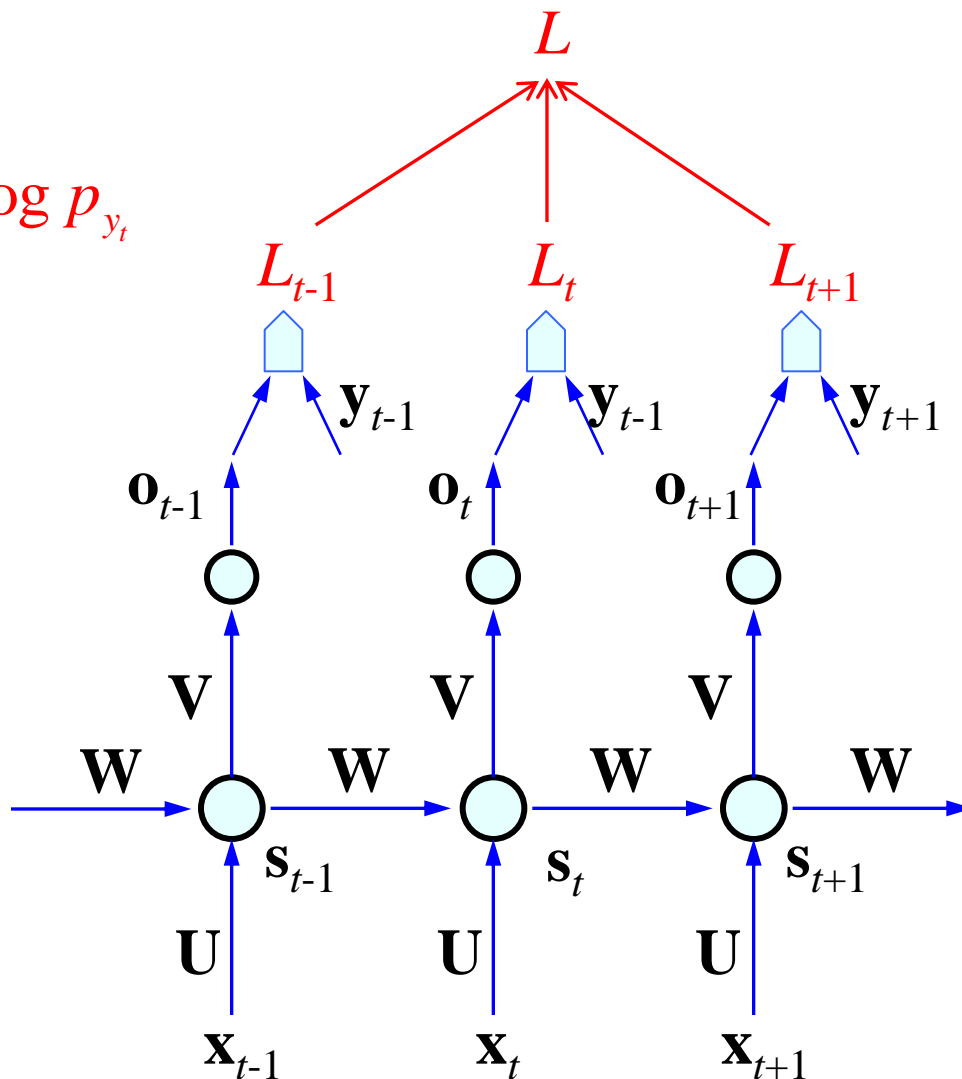 L
og p_{y_t}
L_{t-1} L_t L_{t+1}
y_{t-1} y_{t-1} y_{t+1}
o_{t-1} o_t o_{t+1}
V V V
W W W W
s_{t-1} s_t s_{t+1}
U U U
x_{t-1} x_t x_{t+1}